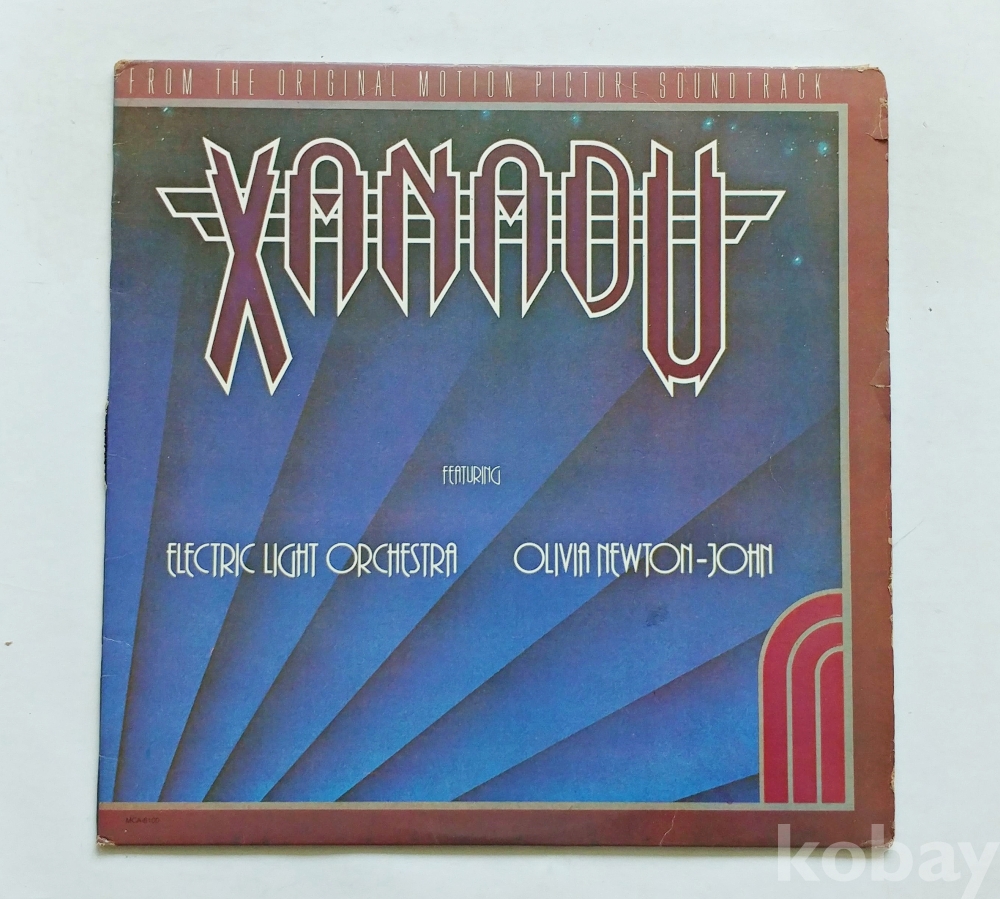 FROM THE ORIGINAL MOTION PICTURE SOUNDTRACK
XANADU
FEATURING
ELECTRIC LIGHT ORCHESTRA OLIVIA NEWTON-JOHN
kobay